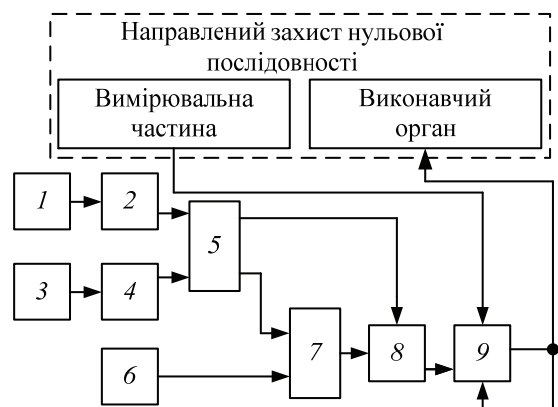 Направлений захист нульової
послідовності
Вимірювальна
частина
Виконавчий
орган
1
2
5
3
4
6
7
8
9